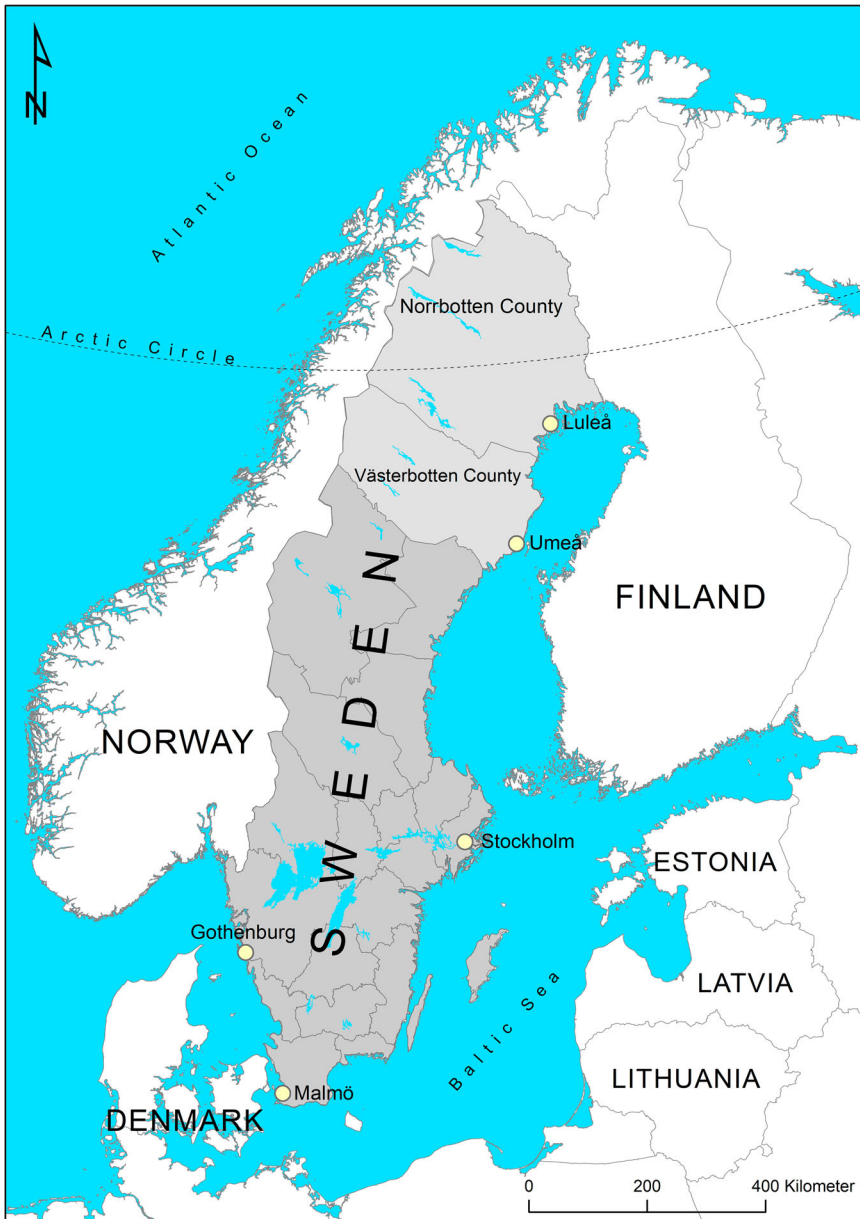 N
Atlantic Ocean
Norrbotten County
Arctic Circle
Luleå
Västerbotten County
Umeå
SWEDEN
FINLAND
NORWAY
Stockholm
ESTONIA
Gothenburg
LATVIA
Baltic Sea
LITHUANIA
Malmö
DENMARK
0 200 400 Kilometer